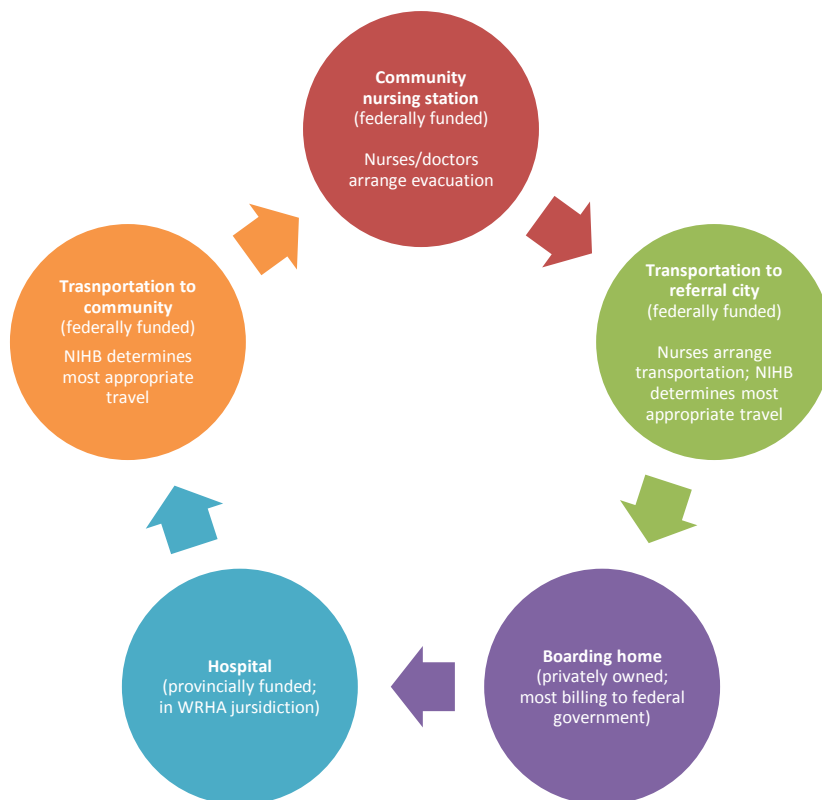 Community
nursing station
(federally funded)
Nurses/doctors
arrange evacuation
Transportation to
referral city
(federally funded)
Nurses arrange
transportation; NIHB
determines most
appropriate travel
Boarding home
(privately owned;
most billing to federal
government)
Hospital
(provincially funded;
in WRHA jursidiction)
Trasnportation to
community
(federally funded)
NIHB determines
most appropriate
travel